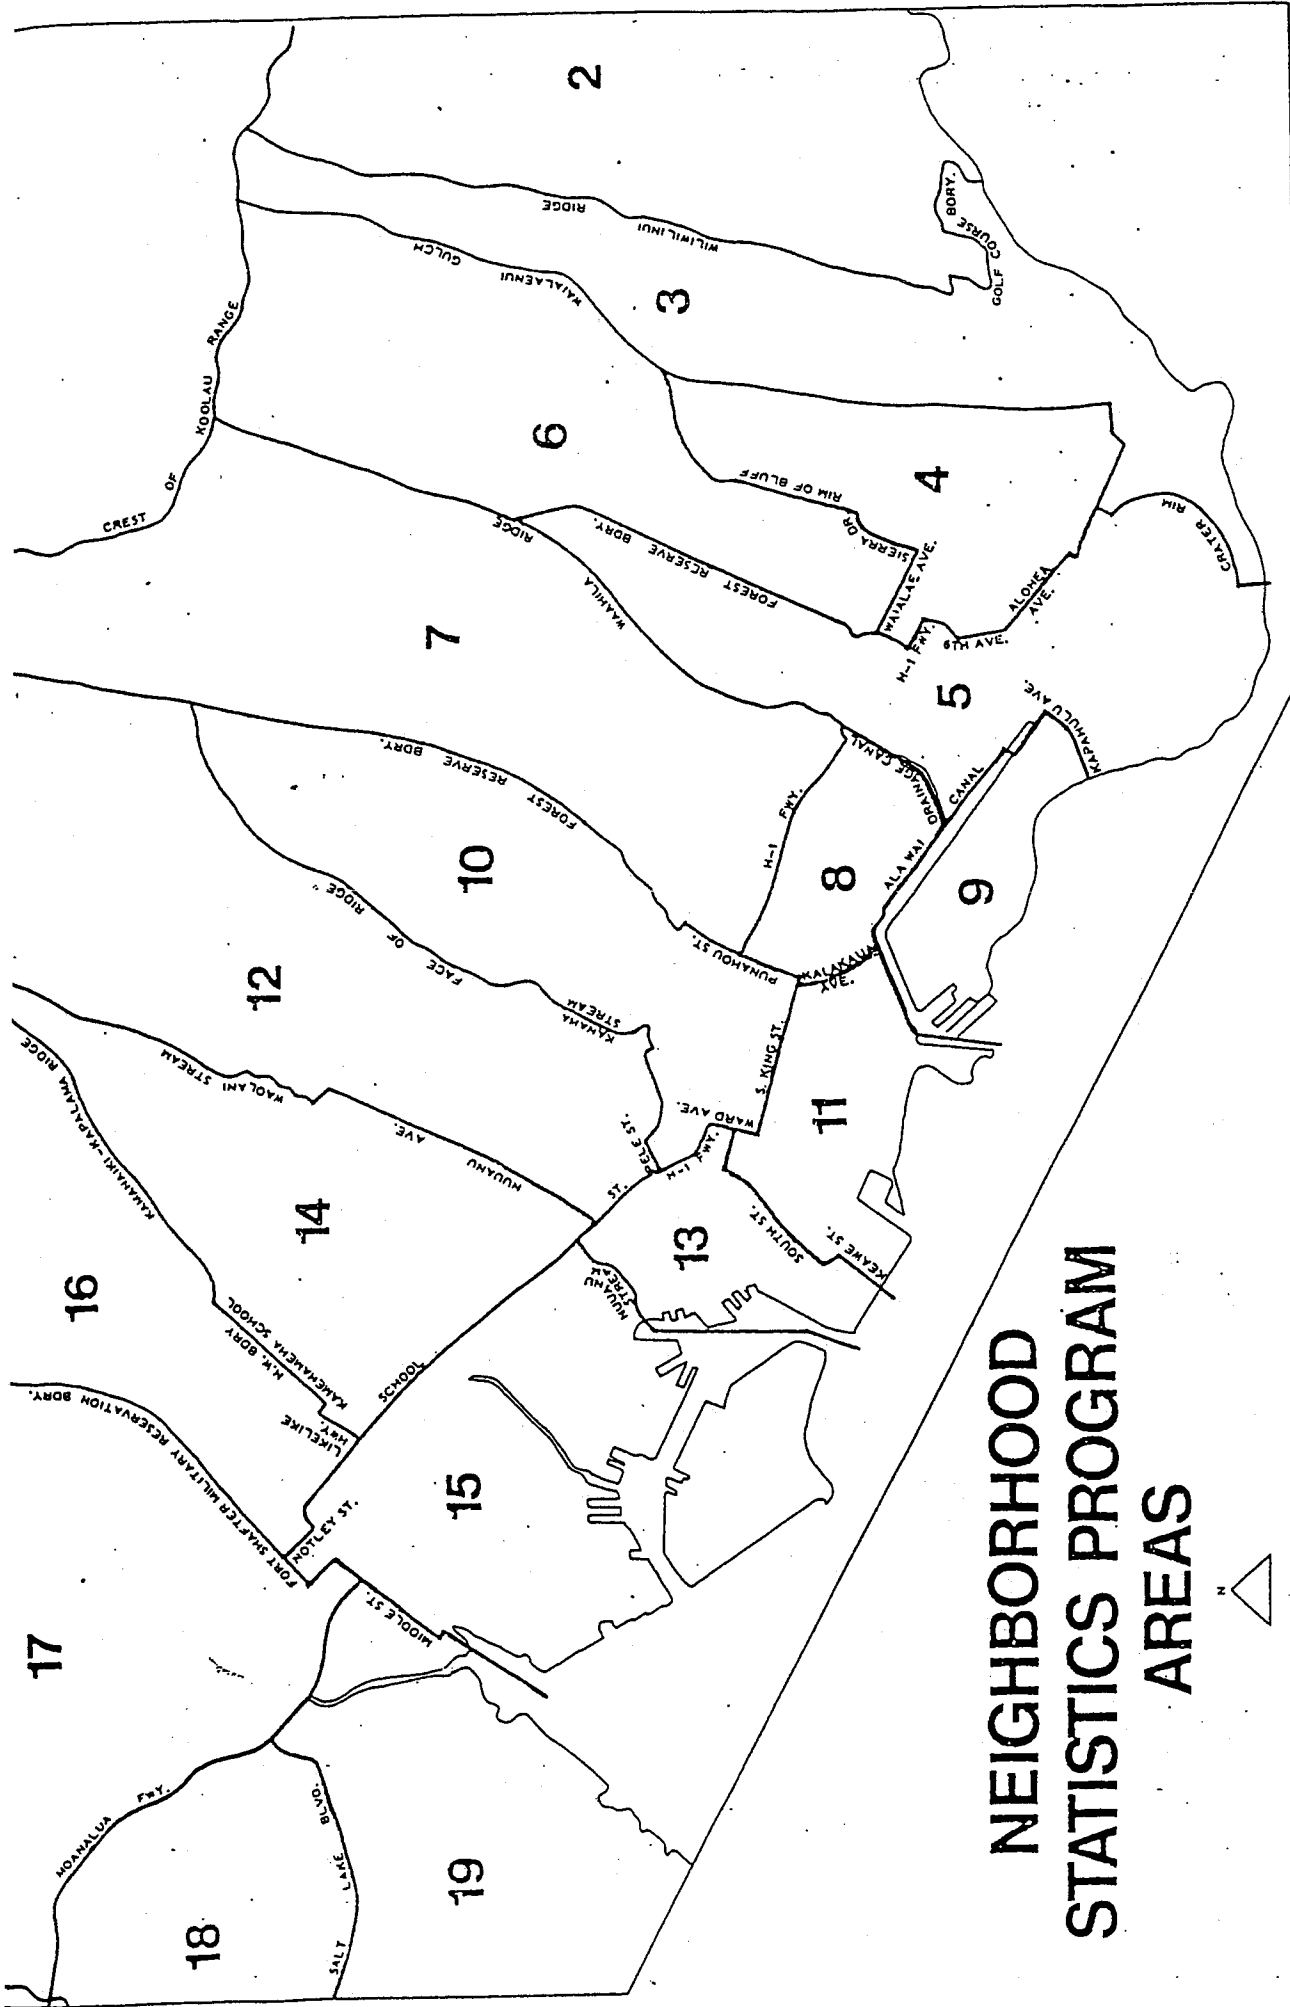 MOANALUA FWY.
17
FORT SHAFTER MILITARY RESERVATION BDRY.
16
KAMANAIKI-KAPALAMA RIDGE
WAOLANI STREAM
12
CREST OF KOOLAU RANGE
18
SALT LAKE BLVD.
NOTLEY ST.
LIKELIKE HWY.
N.W. BDRY
KAMEHAMEHA SCHOOL
14
NUUANU AVE.
FACE OF RIDGE
FOREST RESERVE BDRY.
7
WAIALAENUI GULCH
19
MIDDLE ST.
15
SCHOOL ST.
10
WAAHILA RIDGE
6
WILIWILINUI RIDGE
2
NUUANU STREAM
PELE ST.
KANAHA STREAM
FOREST RESERVE BDRY.
RIM OF BLUFF
3
13
H-1 FWY.
WARD AVE.
PUNAHOU ST.
H-1 FWY.
SIERRA DR
SOUTH ST.
S. KING ST.
KALAKAUA AVE.
8
DRAINAGE CANAL
WAIALAE AVE.
4
KEAWE ST.
11
ALA WAI CANAL
H-1 FWY.
6TH AVE.
GOLF COURSE BDRY.
9
5
ALOHEA AVE.
KAPAHULU AVE.
CRATER RIM
NEIGHBORHOOD
STATISTICS PROGRAM
AREAS
N